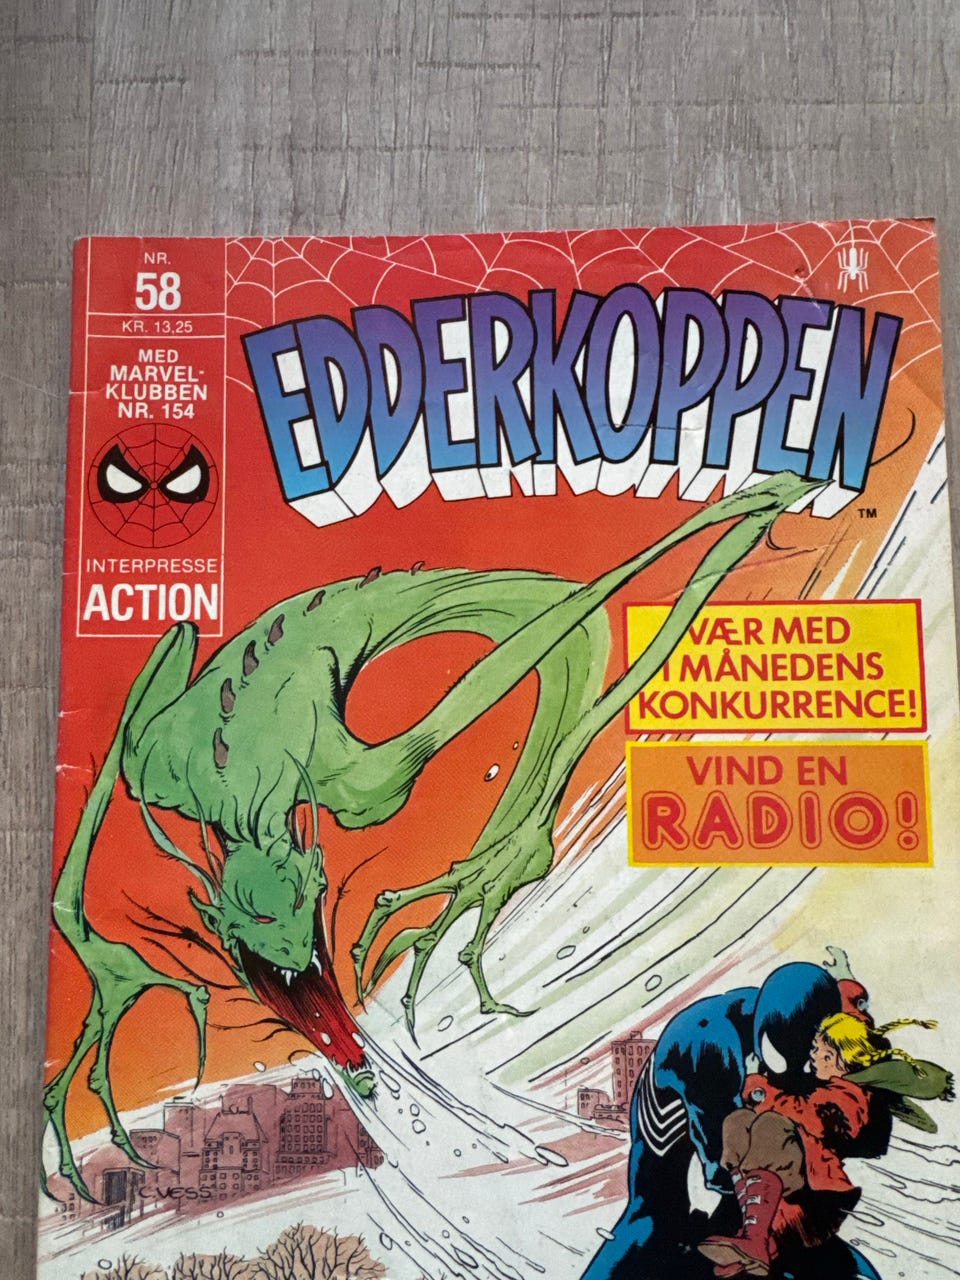 NR.
58
KR. 13,25
MED
MARVEL-
KLUBBEN
NR. 154
INTERPRESSE
ACTION
EDDERKOPPEN
TM
VÆR MED
I MÅNEDENS
KONKURRENCE!
VIND EN
RADIO!
C. VESS